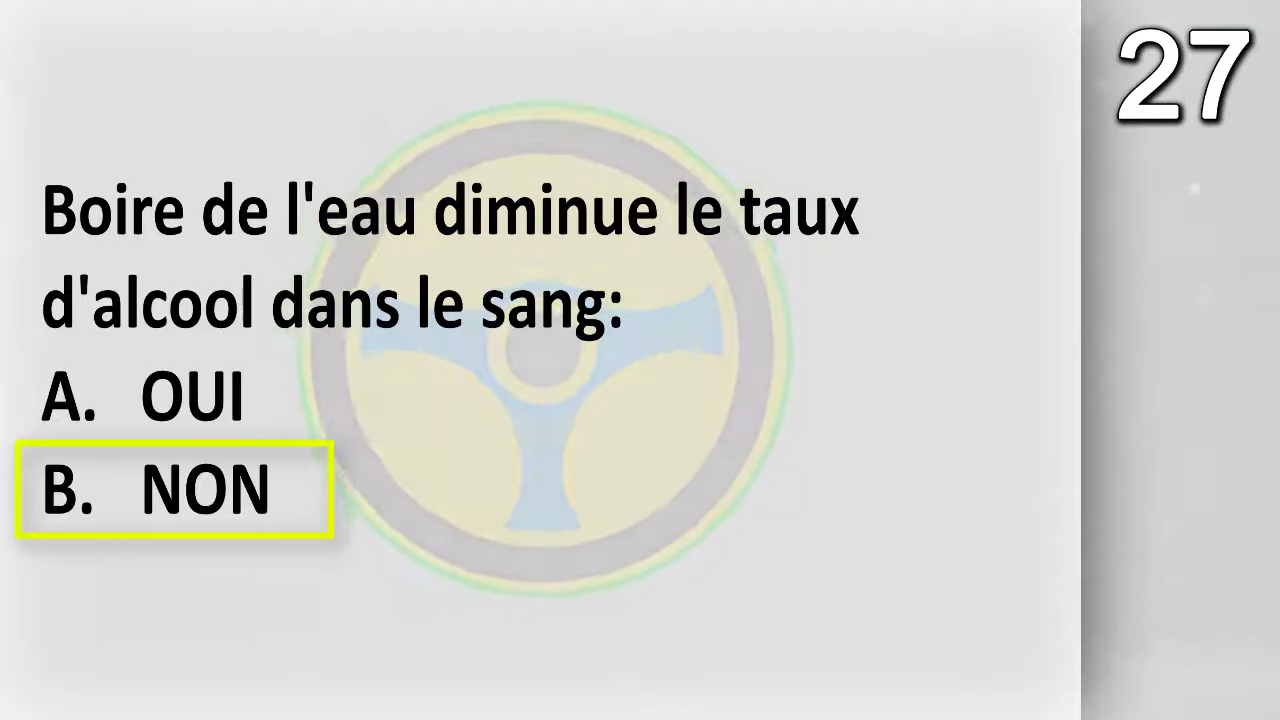 27
Boire de l'eau diminue le taux
d'alcool dans le sang:
A. OUI
B. NON